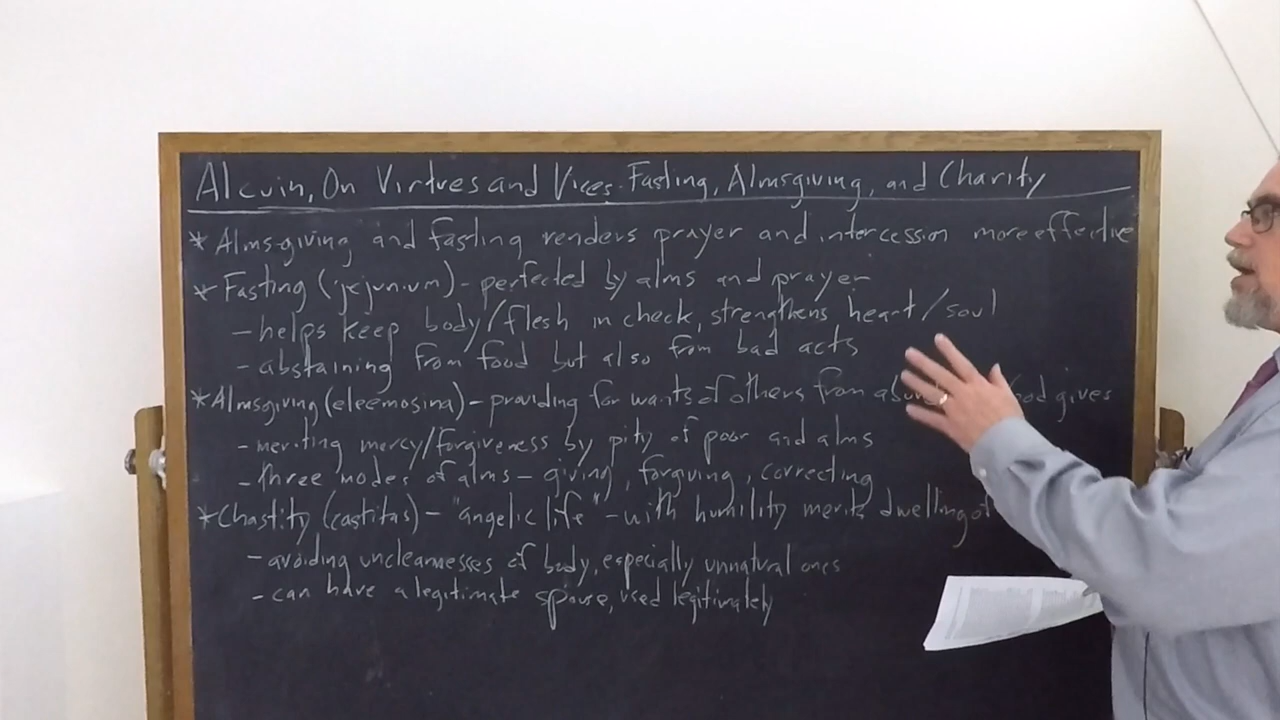 Alcuin, On Virtues and Vices. Fasting, Almsgiving, and Charity
* Alms-giving and fasting renders prayer and intercession more effective
* Fasting (jejunium) - perfected by alms and prayer
- helps keep body/flesh in check, strengthens heart/soul
- abstaining from food but also from bad acts
* Almsgiving (eleemosina) - providing for wants of others from gives
- meriting mercy/forgiveness by pity of poor and alms
- three modes of alms - giving, forgiving, correcting
* Chastity (castitas) - "angelic life" - with humility merits dwelling of
- avoiding uncleannesses of body, especially unnatural ones
- can have a legitimate spouse, used legitimately